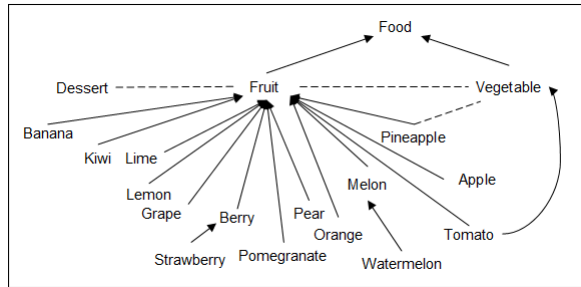 Food
Dessert
Fruit
Vegetable
Banana
Pineapple
Kiwi
Lime
Melon
Apple
Lemon
Grape
Berry
Pear
Orange
Tomato
Strawberry
Pomegranate
Watermelon